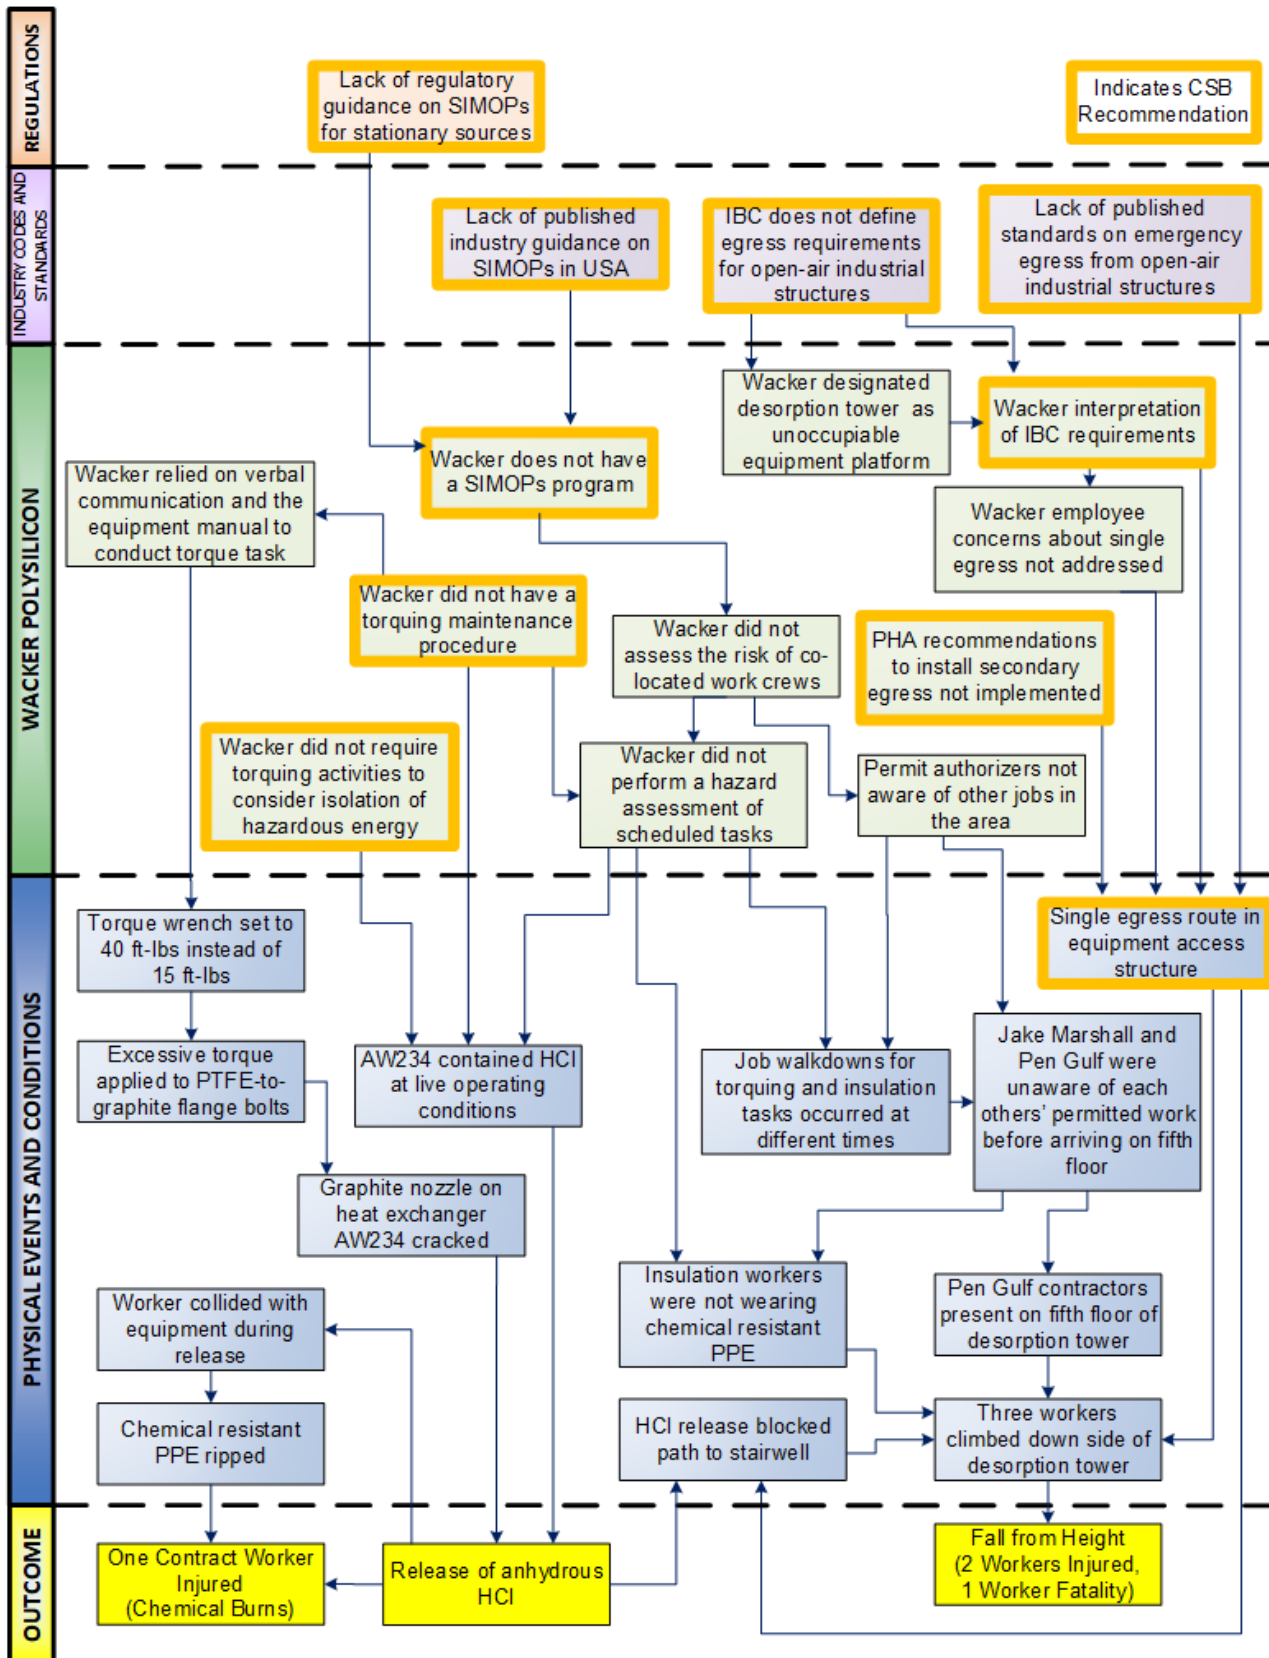 REGULATIONS
Lack of regulatory
guidance on SIMOPs
for stationary sources
Indicates CSB
Recommendation
INDUSTRY CODES AND
STANDARDS
Lack of published
industry guidance on
SIMOPs in USA
IBC does not define
egress requirements
for open-air industrial
structures
Lack of published
standards on emergency
egress from open-air
industrial structures
WACKER POLYSILICON
Wacker designated
desorption tower as
unoccupiable
equipment platform
Wacker interpretation
of IBC requirements
Wacker does not have
a SIMOPs program
Wacker relied on verbal
communication and the
equipment manual to
conduct torque task
Wacker employee
concerns about single
egress not addressed
Wacker did not have a
torquing maintenance
procedure
Wacker did not
assess the risk of co-
located work crews
PHA recommendations
to install secondary
egress not implemented
Wacker did not require
torquing activities to
consider isolation of
hazardous energy
Wacker did not
perform a hazard
assessment of
scheduled tasks
Permit authorizers not
aware of other jobs in
the area
PHYSICAL EVENTS AND CONDITIONS
Torque wrench set to
40 ft-lbs instead of
15 ft-lbs
Single egress route in
equipment access
structure
Excessive torque
applied to PTFE-to-
graphite flange bolts
AW234 contained HCl
at live operating
conditions
Job walkdowns for
torquing and insulation
tasks occurred at
different times
Jake Marshall and
Pen Gulf were
unaware of each
others' permitted work
before arriving on fifth
floor
Graphite nozzle on
heat exchanger
AW234 cracked
Insulation workers
were not wearing
chemical resistant
PPE
Pen Gulf contractors
present on fifth floor of
desorption tower
Worker collided with
equipment during
release
Chemical resistant
PPE ripped
HCl release blocked
path to stairwell
Three workers
climbed down side of
desorption tower
OUTCOME
One Contract Worker
Injured
(Chemical Burns)
Release of anhydrous
HCl
Fall from Height
(2 Workers Injured,
1 Worker Fatality)